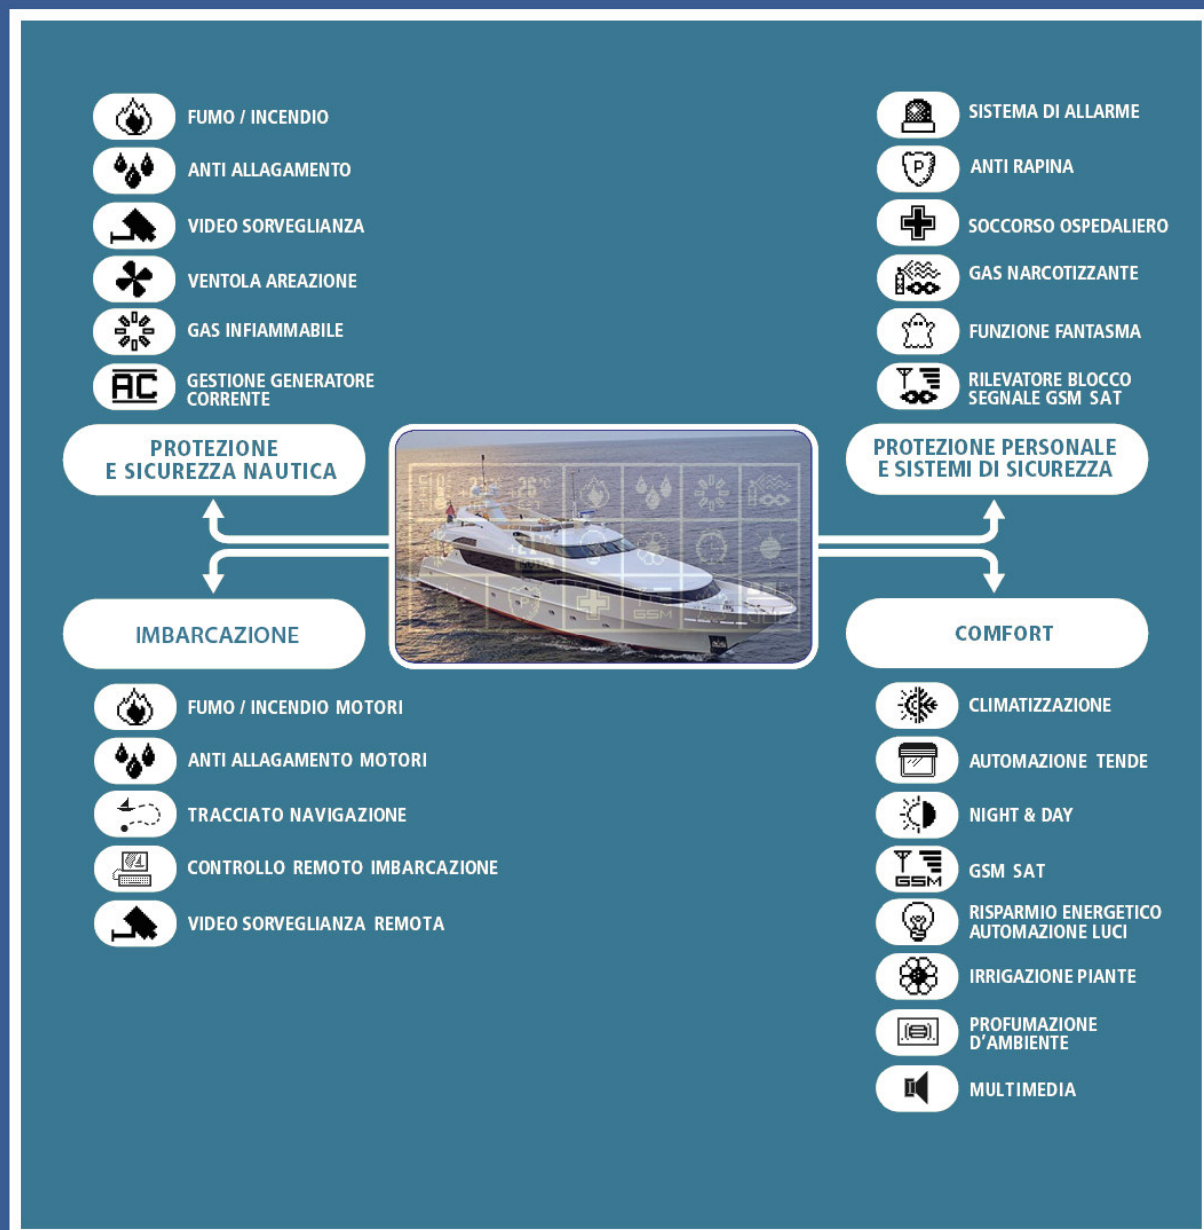 FUMO / INCENDIO
ANTI ALLAGAMENTO
VIDEO SORVEGLIANZA
VENTOLA AREAZIONE
GAS INFIAMMABILE
AC
GESTIONE GENERATORE
CORRENTE
PROTEZIONE
E SICUREZZA NAUTICA
P
SISTEMA DI ALLARME
ANTI RAPINA
SOCCORSO OSPEDALIERO
GAS NARCOTIZZANTE
FUNZIONE FANTASMA
RILEVATORE BLOCCO
SEGNALE GSM SAT
PROTEZIONE PERSONALE
E SISTEMI DI SICUREZZA
P
GSM
IMBARCAZIONE
FUMO / INCENDIO MOTORI
ANTI ALLAGAMENTO MOTORI
TRACCIATO NAVIGAZIONE
CONTROLLO REMOTO IMBARCAZIONE
VIDEO SORVEGLIANZA REMOTA
COMFORT
CLIMATIZZAZIONE
AUTOMAZIONE TENDE
NIGHT & DAY
GSM
GSM SAT
RISPARMIO ENERGETICO
AUTOMAZIONE LUCI
IRRIGAZIONE PIANTE
PROFUMAZIONE
D'AMBIENTE
MULTIMEDIA